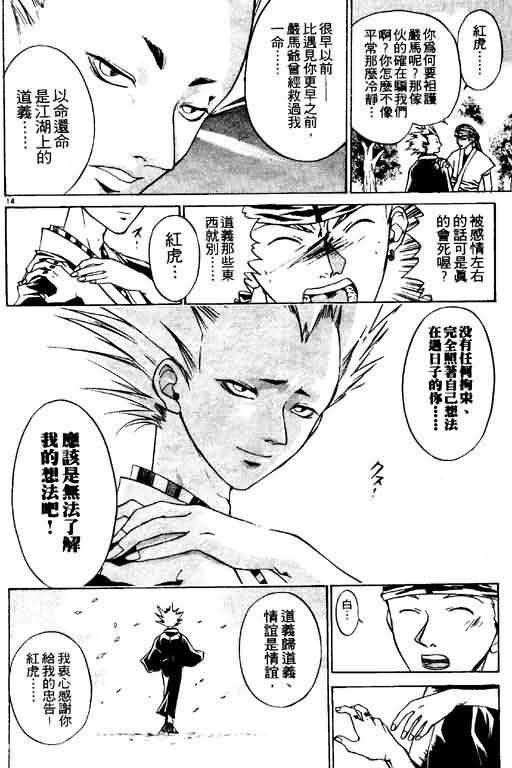 紅虎…
你為何要袒護
嚴馬呢？那傢
伙的確在騙我們
啊？你怎麼不像
平常那麼冷靜…
很早以前──
比遇見你更早之前，
嚴馬爺曾經救過我
一命…
以命還命
是江湖上的
道義……
14
被感情左右
的話可是真
的會死喔？
道義那些東
西就別…
紅虎…
没有任何拘束、
完全照著自己想法
在過日子的你……
クス
應該是無法了解
我的想法吧！
白…
道義歸道義、
情誼是情誼，
我衷心感謝你
給我的忠告！
紅虎…